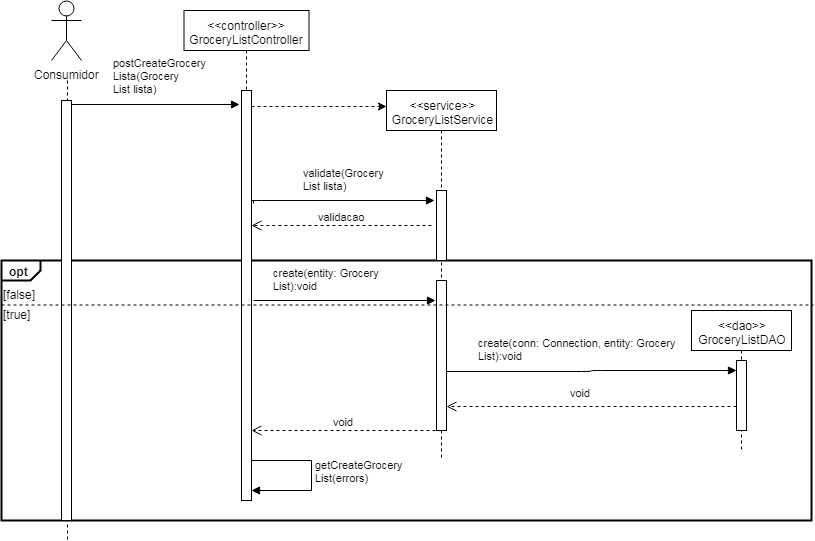 <<controller>>
GroceryListController
Consumidor
postCreateGrocery
Lista(Grocery
List lista)
<<service>>
GroceryListService
validate(Grocery
List lista)
validacao
opt
[false]
create(entity: Grocery
List):void
[true]
<<dao>>
GroceryListDAO
create(conn: Connection, entity: Grocery
List):void
void
void
getCreateGrocery
List(errors)